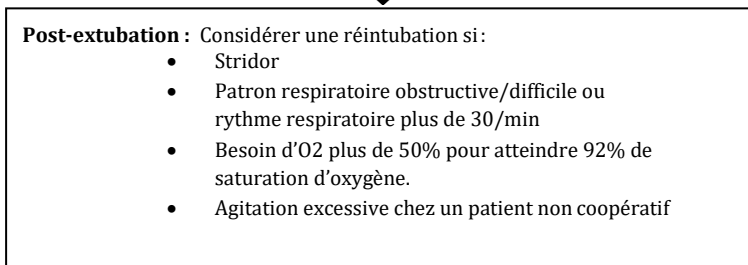 Post-extubation : Considérer une réintubation si:
• Stridor
• Patron respiratoire obstructive/difficile ou
rythme respiratoire plus de 30/min
• Besoin d'O2 plus de 50% pour atteindre 92% de
saturation d'oxygène.
• Agitation excessive chez un patient non coopératif